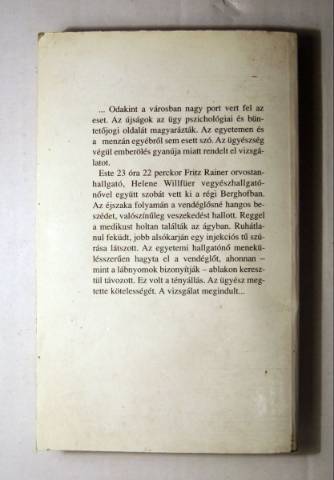 ... Odakint a városban nagy port vert fel az
eset. Az újságok az ügy pszichológiai és bün-
tetőjogi oldalát magyarázták. Az egyetemen és
a menzán egyébről sem esett szó. Az ügyészség
végül emberölés gyanúja miatt rendelt el vizsgá-
latot.
Este 23 óra 22 perckor Fritz Rainer orvostan-
hallgató, Helene Willfüer vegyészhallgató-
nővel együtt szobát vett ki a régi Berghofban.
Az éjszaka folyamán a vendéglősné hangos be-
szédet, valószínűleg veszekedést hallott. Reggel
a medikust holtan találták az ágyban. Ruhátla-
nul feküdt, jobb alsókarján egy injekciós tű szú-
rása látszott. Az egyetemi hallgatónő menekü-
lésszerűen hagyta el a vendéglőt, ahonnan –
mint a lábnyomok bizonyítják – ablakon keresz-
tül távozott. Ez volt a tényállás. Az ügyész meg-
tette kötelességét. A vizsgálat megindult...